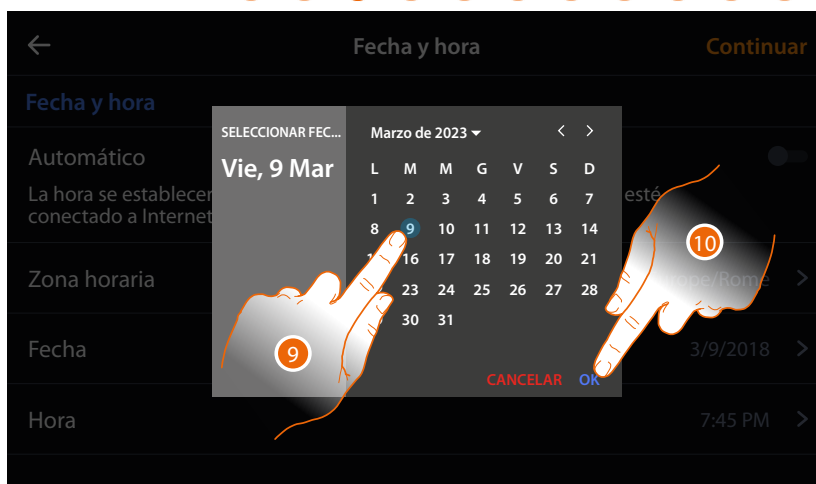 Fecha y hora
Continuar
Fecha y hora
Automático
La hora se establecer
esté
conectado a Internet
Zona horaria
ope/Rome
Fecha
3/9/2018
Hora
7:45 PM
SELECCIONAR FEC...
Vie, 9 Mar
Marzo de 2023
L M M G V S D
1 2 3 4 5 6 7
8 9 10 11 12 13 14
16 17 18 19 20 21
23 24 25 26 27 28
30 31
CANCELAR OK
9
10